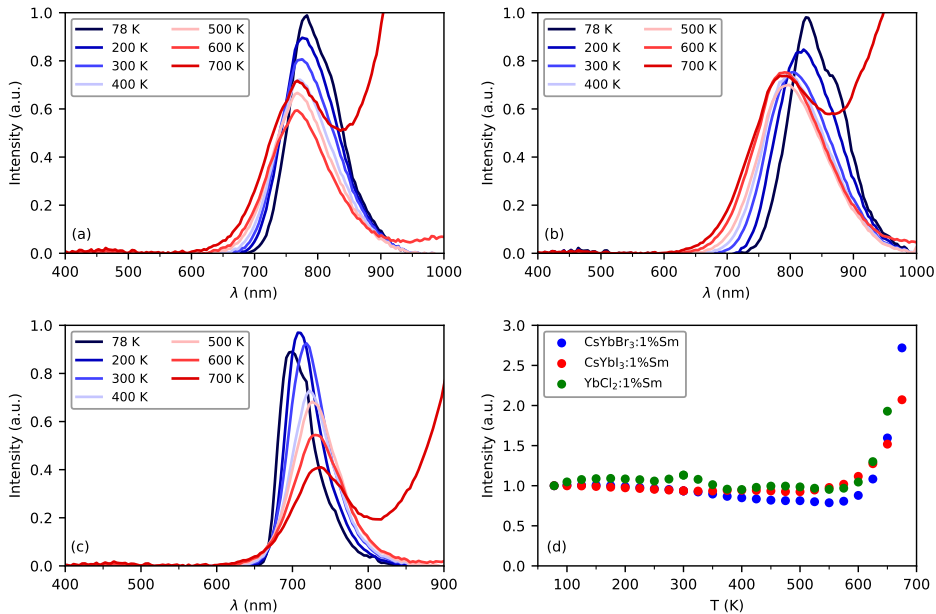 1.0
0.8
0.6
0.4
0.2
0.0
Intensity (a.u.)
78 K
200 K
300 K
400 K
500 K
600 K
700 K
(a)
400 500 600 700 800 900 1000
λ (nm)
1.0
0.8
0.6
0.4
0.2
0.0
Intensity (a.u.)
78 K
200 K
300 K
400 K
500 K
600 K
700 K
(b)
400 500 600 700 800 900 1000
λ (nm)
1.0
0.8
0.6
0.4
0.2
0.0
Intensity (a.u.)
78 K
200 K
300 K
400 K
500 K
600 K
700 K
(c)
400 500 600 700 800 900
λ (nm)
3.0
2.5
2.0
1.5
1.0
0.5
0.0
Intensity (a.u.)
CsYbBr₃:1%Sm
CsYbI₃:1%Sm
YbCl₂:1%Sm
(d)
100 200 300 400 500 600 700
T (K)